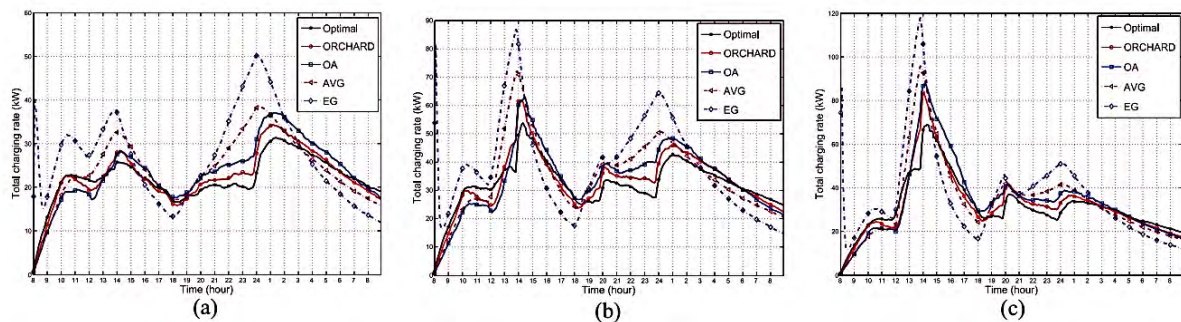 Total charging rate (kW)
60
50
40
30
20
10
0
Optimal
ORCHARD
OA
AVG
EG
8 9 10 11 12 13 14 15 16 17 18 19 20 21 22 23 24 1 2 3 4 5 6 7 8
Time (hour)
(a)
Total charging rate (kW)
90
80
70
60
50
40
30
20
10
0
Optimal
ORCHARD
OA
AVG
EG
8 9 10 11 12 13 14 15 16 17 18 19 20 21 22 23 24 1 2 3 4 5 6 7 8
Time (hour)
(b)
Total charging rate (kW)
120
100
80
60
40
20
0
Optimal
ORCHARD
OA
AVG
EG
8 9 10 11 12 13 14 15 16 17 18 19 20 21 22 23 24 1 2 3 4 5 6 7 8
Time (hour)
(c)